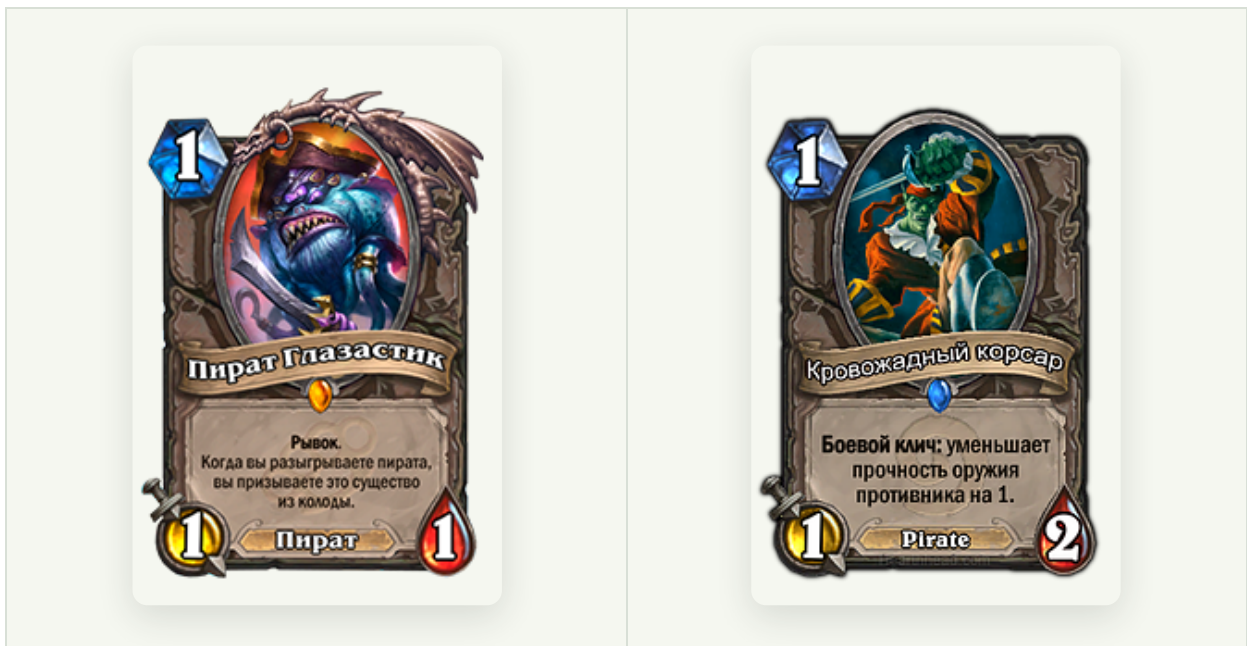 1
Пират Глазастик
Рывок.
Когда вы разыгрываете пирата,
вы призываете это существо
из колоды.
1
Пират
1
1
Кровожадный корсар
Боевой клич: уменьшает
прочность оружия
противника на 1.
1
Pirate
2